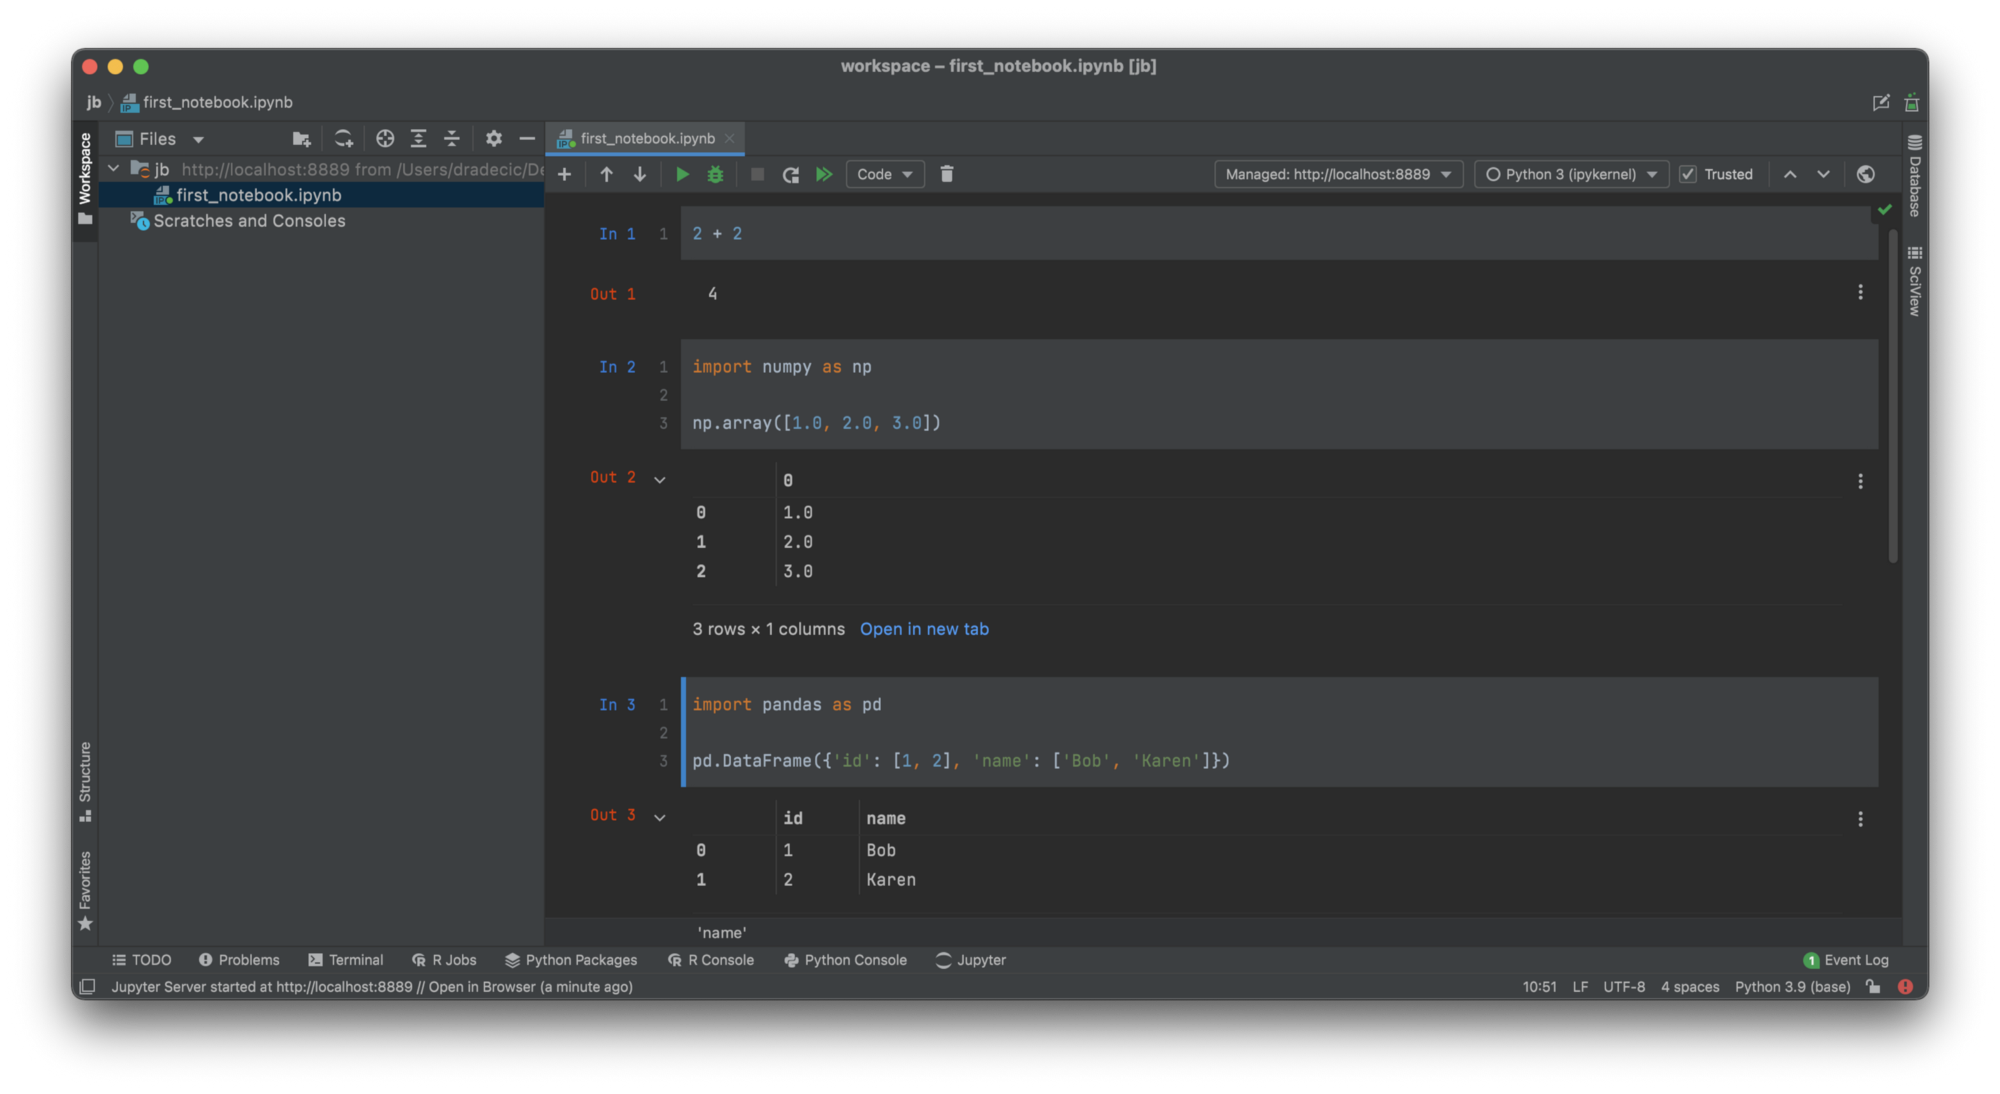 workspace – first_notebook.ipynb [jb]
jb first_notebook.ipynb
Workspace
Files
jb http://localhost:8889 from /Users/dradecic/De
first_notebook.ipynb
Scratches and Consoles
Structure
Favorites
first_notebook.ipynb
Code
Managed: http://localhost:8889
Python 3 (ipykernel)
Trusted
Database
SciView
In 1 1 2 + 2
Out 1 4
In 2 1 import numpy as np
2
3 np.array([1.0, 2.0, 3.0])
Out 2 0
0 1.0
1 2.0
2 3.0
3 rows × 1 columns Open in new tab
In 3 1 import pandas as pd
2
3 pd.DataFrame({'id': [1, 2], 'name': ['Bob', 'Karen']})
Out 3 id name
0 1 Bob
1 2 Karen
'name'
TODO Problems Terminal R Jobs Python Packages R Console Python Console Jupyter 1 Event Log
Jupyter Server started at http://localhost:8889 // Open in Browser (a minute ago) 10:51 LF UTF-8 4 spaces Python 3.9 (base)